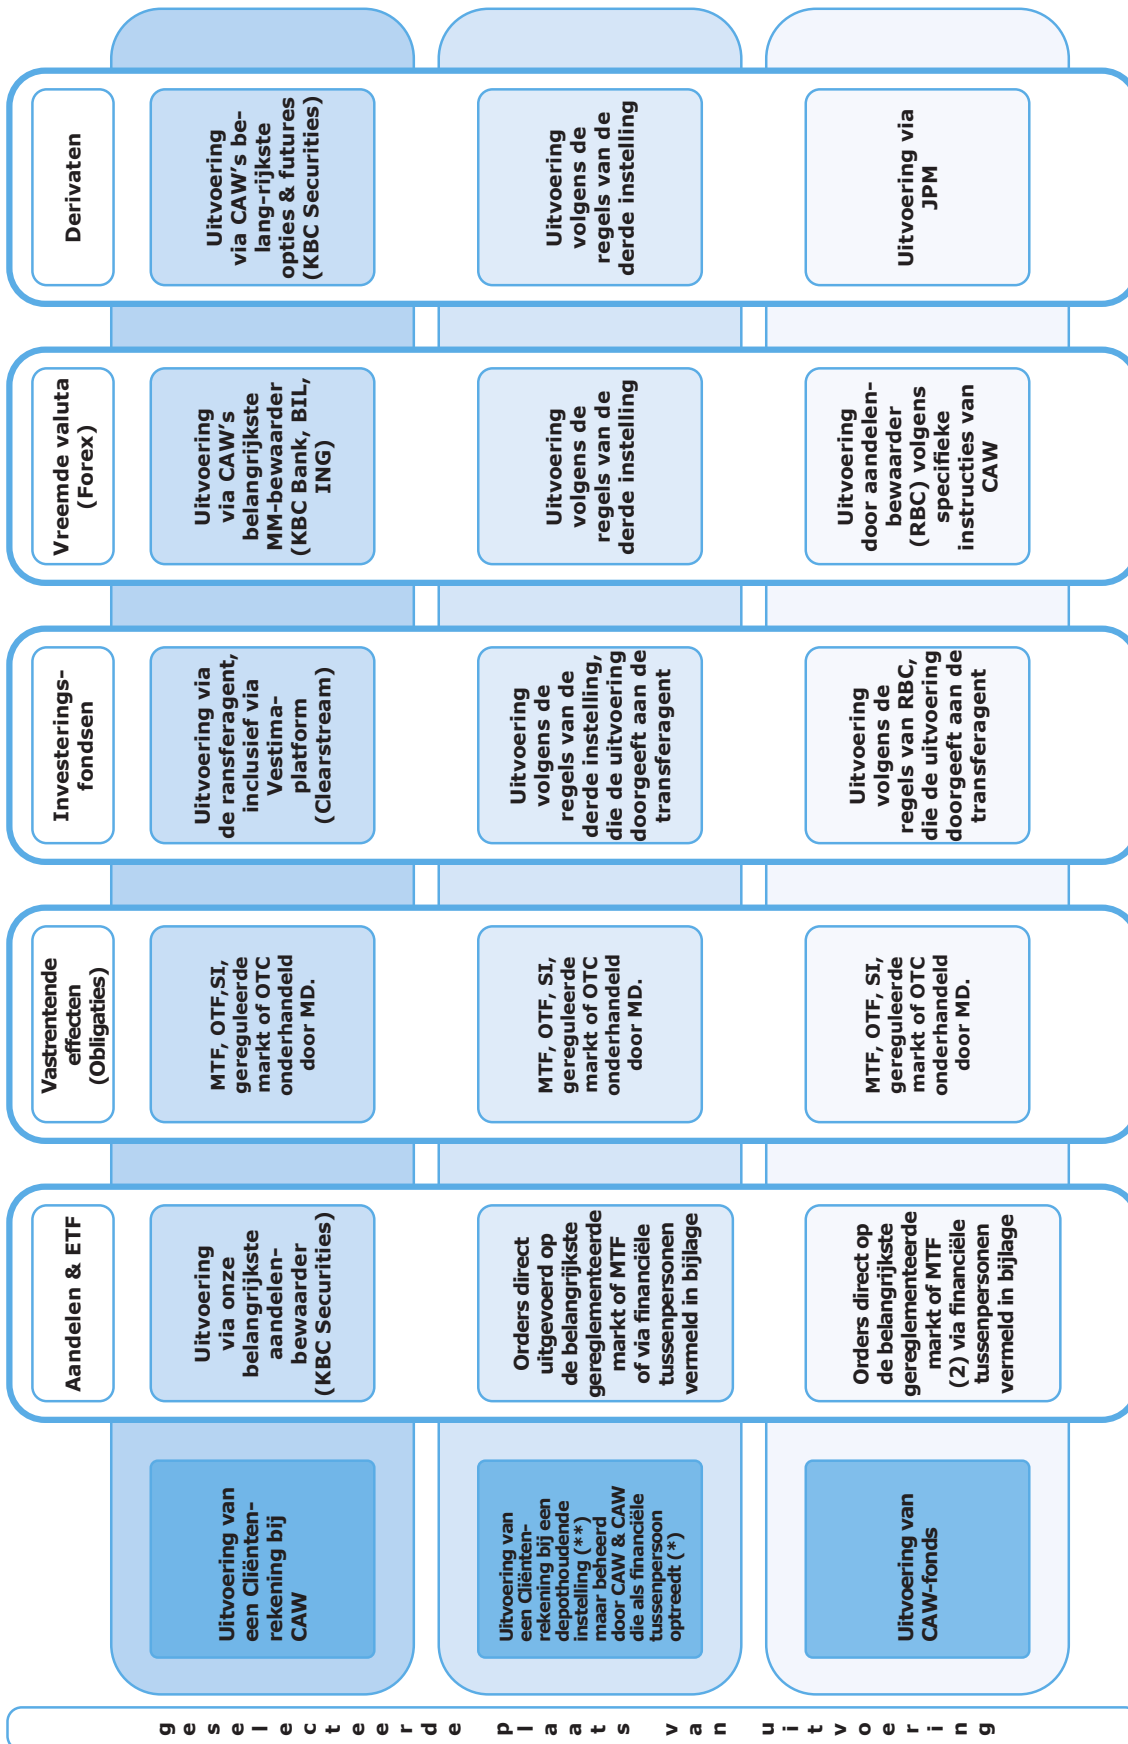 geselecteerde plaats van uitvoering
Aandelen & ETF
Vastrentende
effecten
(Obligaties)
Investerings-
fondsen
Vreemde valuta
(Forex)
Derivaten
Uitvoering van
een Cliënten-
rekening bij
CAW
Uitvoering
via onze
belangrijkste
aandelen-
bewaarder
(KBC Securities)
MTF, OTF,SI,
gereguleerde
markt of OTC
onderhandeld
door MD.
Uitvoering via
de ransferagent,
inclusief via
Vestima-
platform
(Clearstream)
Uitvoering
via CAW's
belangrijkste
MM-bewaarder
(KBC Bank, BIL,
ING)
Uitvoering
via CAW's be-
lang-rijkste
opties & futures
(KBC Securities)
Uitvoering van
een Cliënten-
rekening bij een
depothoudende
instelling (**)
maar beheerd
door CAW & CAW
die als financiële
tussenpersoon
optreedt (*)
Orders direct
uitgevoerd op
de belangrijkste
gereglementeerde
markt of MTF
of via financiële
tussenpersonen
vermeld in bijlage
MTF, OTF, SI,
gereguleerde
markt of OTC
onderhandeld
door MD.
Uitvoering
volgens de
regels van de
derde instelling,
die de uitvoering
doorgeeft aan de
transferagent
Uitvoering
volgens de
regels van de
derde instelling
Uitvoering
volgens de
regels van de
derde instelling
Uitvoering van
CAW-fonds
Orders direct op
de belangrijkste
gereglementeerde
markt of MTF
(2) via financiële
tussenpersonen
vermeld in bijlage
MTF, OTF, SI,
gereguleerde
markt of OTC
onderhandeld
door MD.
Uitvoering
volgens de
regels van RBC,
die de uitvoering
doorgeeft aan de
transferagent
Uitvoering
door aandelen-
bewaarder
(RBC) volgens
specifieke
instructies van
CAW
Uitvoering via
JPM